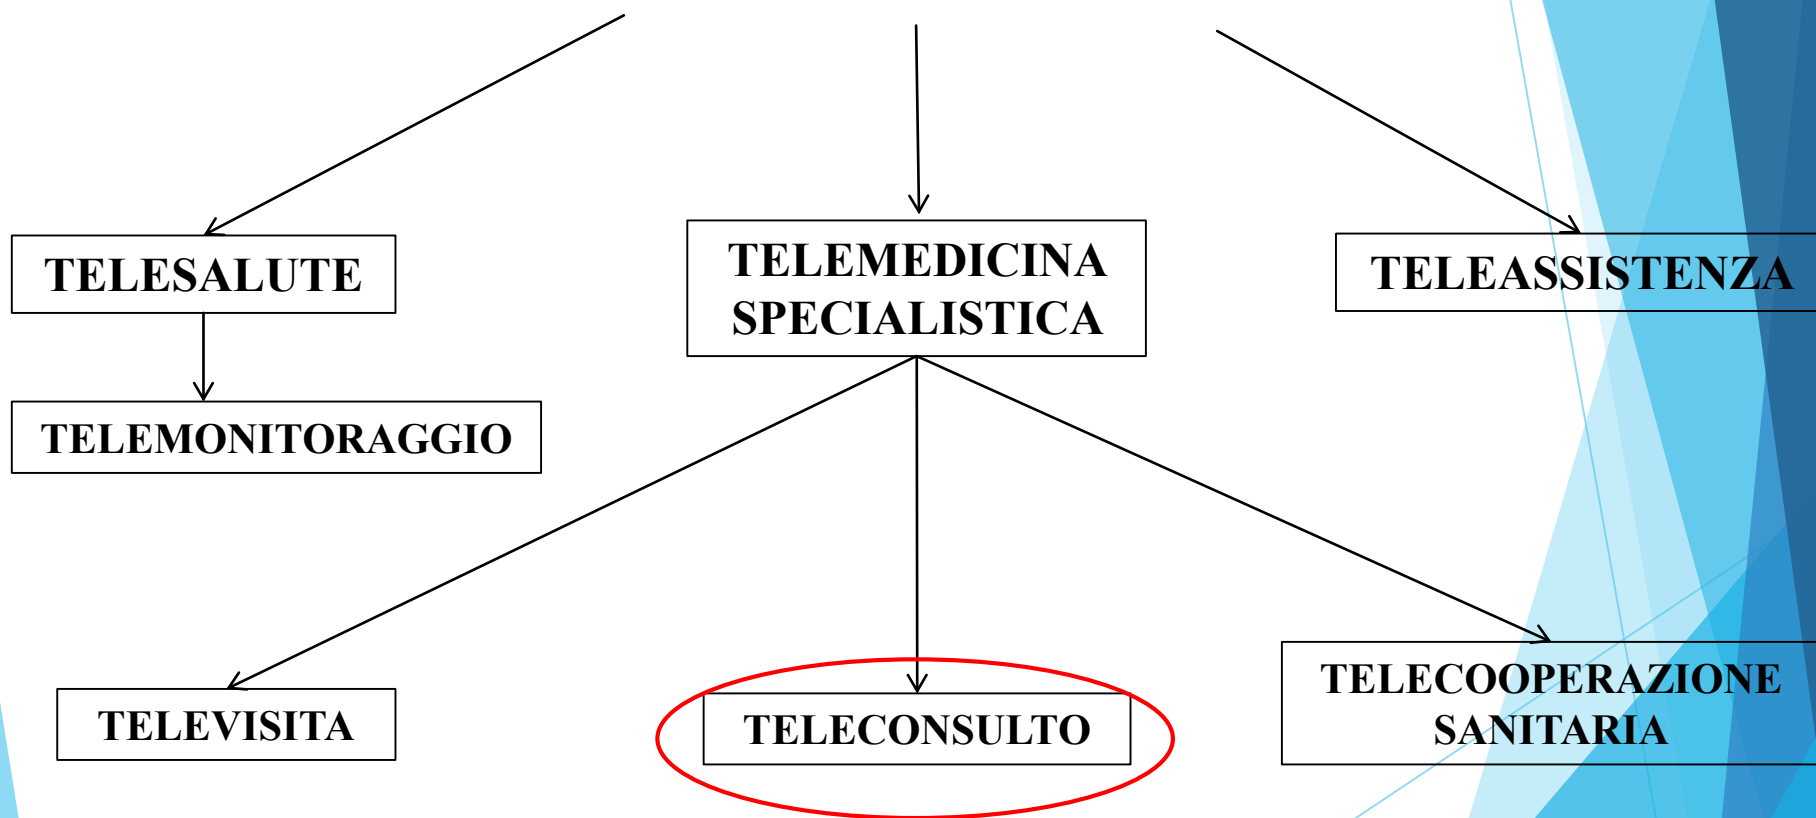 TELESALUTE
TELEMEDICINA
SPECIALISTICA
TELEASSISTENZA
TELEMONITORAGGIO
TELEVISITA
TELECONSULTO
TELECOOPERAZIONE
SANITARIA